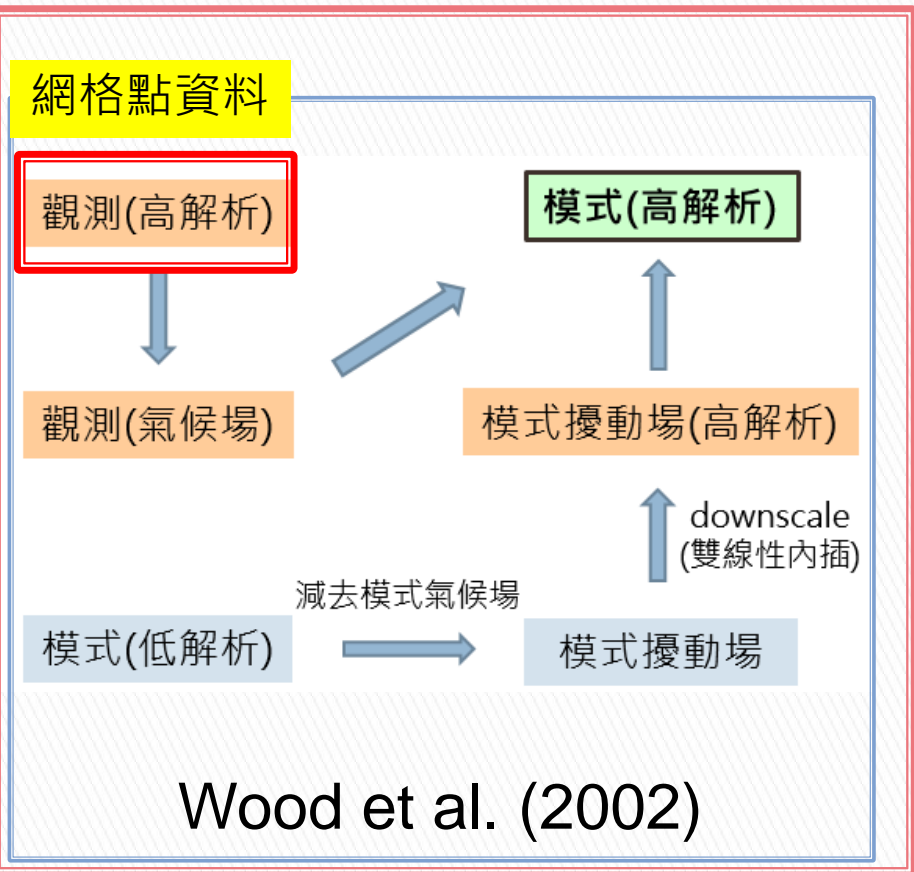 網格點資料
觀測(高解析)
模式(高解析)
觀測(氣候場)
模式擾動場(高解析)
downscale
(雙線性內插)
減去模式氣候場
模式(低解析)
模式擾動場
Wood et al. (2002)